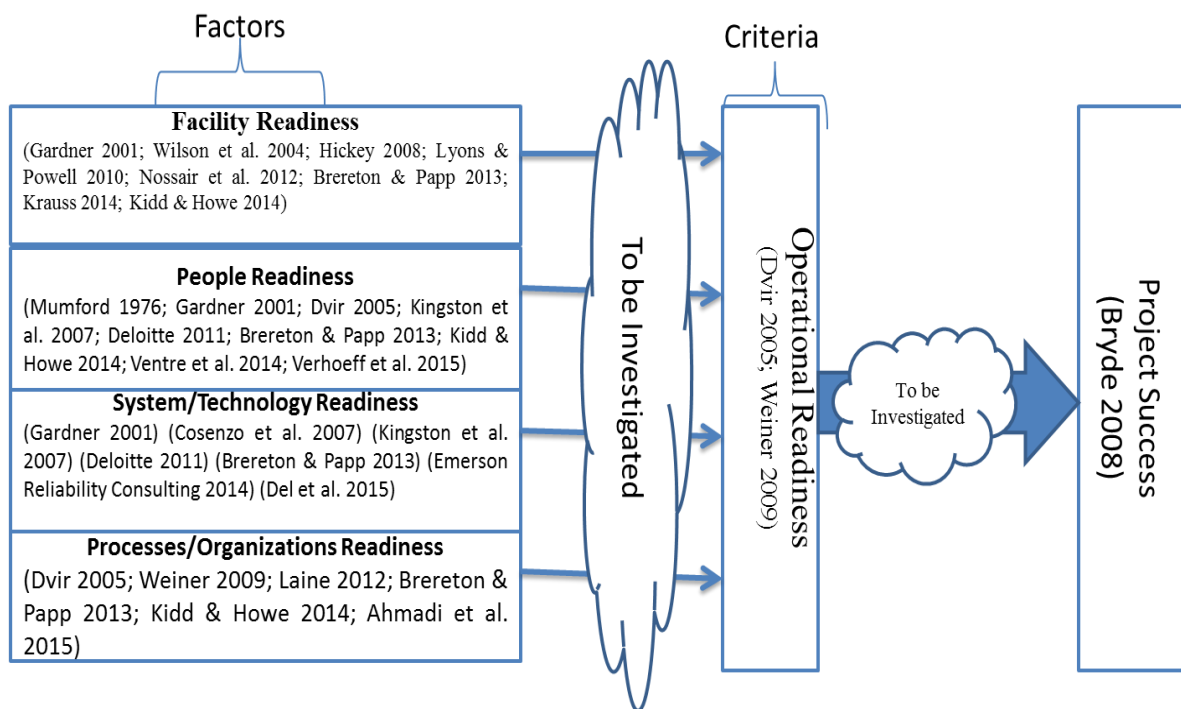 Factors
Facility Readiness
(Gardner 2001; Wilson et al. 2004; Hickey 2008; Lyons &
Powell 2010; Nossair et al. 2012; Brereton & Papp 2013;
Krauss 2014; Kidd & Howe 2014)
People Readiness
(Mumford 1976; Gardner 2001; Dvir 2005; Kingston et
al. 2007; Deloitte 2011; Brereton & Papp 2013; Kidd &
Howe 2014; Ventre et al. 2014; Verhoeff et al. 2015)
System/Technology Readiness
(Gardner 2001) (Cosenzo et al. 2007) (Kingston et al.
2007) (Deloitte 2011) (Brereton & Papp 2013) (Emerson
Reliability Consulting 2014) (Del et al. 2015)
Processes/Organizations Readiness
(Dvir 2005; Weiner 2009; Laine 2012; Brereton &
Papp 2013; Kidd & Howe 2014; Ahmadi et al.
2015)
To be Investigated
Criteria
Operational Readiness
(Dvir 2005; Weiner 2009)
To be
Investigated
Project Success
(Bryde 2008)